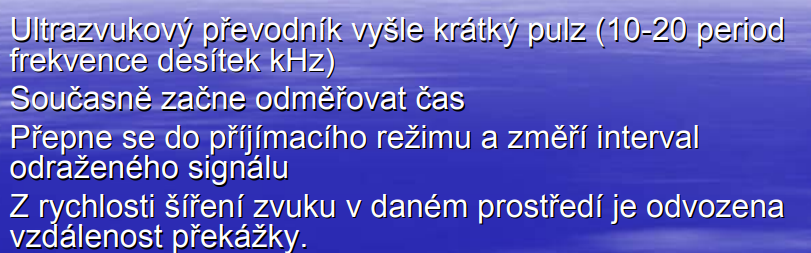 Ultrazvukový převodník vyšle krátký pulz (10-20 period
frekvence desítek kHz)
Současně začne odměřovat čas
Přepne se do příjímacího režimu a změří interval
odraženého signálu
Z rychlosti šíření zvuku v daném prostředí je odvozena
vzdálenost překážky.